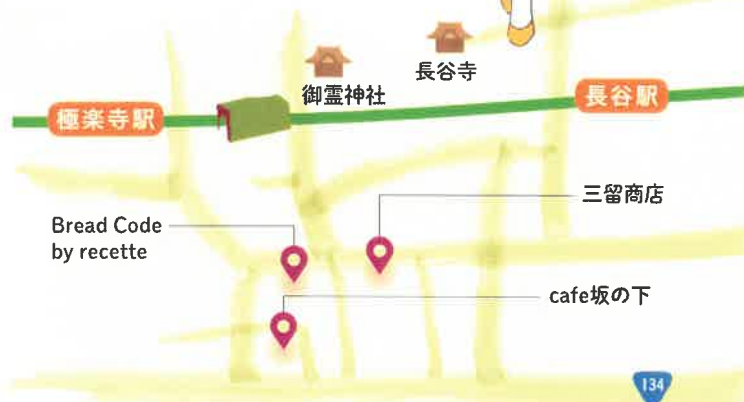 長谷寺
御霊神社
長谷駅
極楽寺駅
三留商店
Bread Code
by recette
cafe坂の下
134